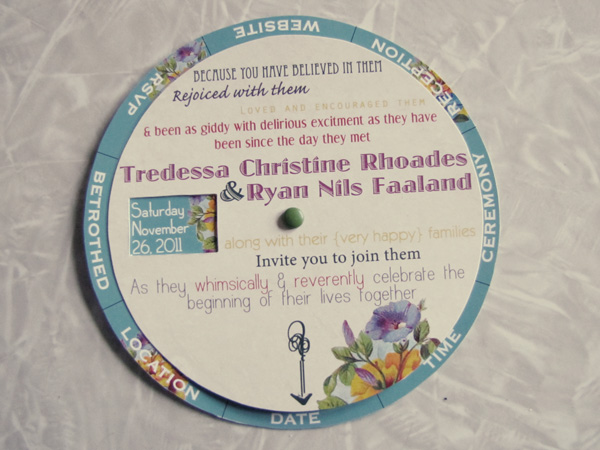 WEBSITE
RECEPTION
CEREMONY
TIME
DATE
LOCATION
BETROTHED
RSVP
BECAUSE YOU HAVE BELIEVED IN THEM
Rejoiced with them
LOVED AND ENCOURAGED THEM
& been as giddy with delirious excitment as they have
been since the day they met
Tredessa Christine Rhoades
& Ryan Nils Faaland
Saturday
November
26, 2011
along with their {very happy} families
Invite you to join them
As they whimsically & reverently celebrate the
beginning of their lives together